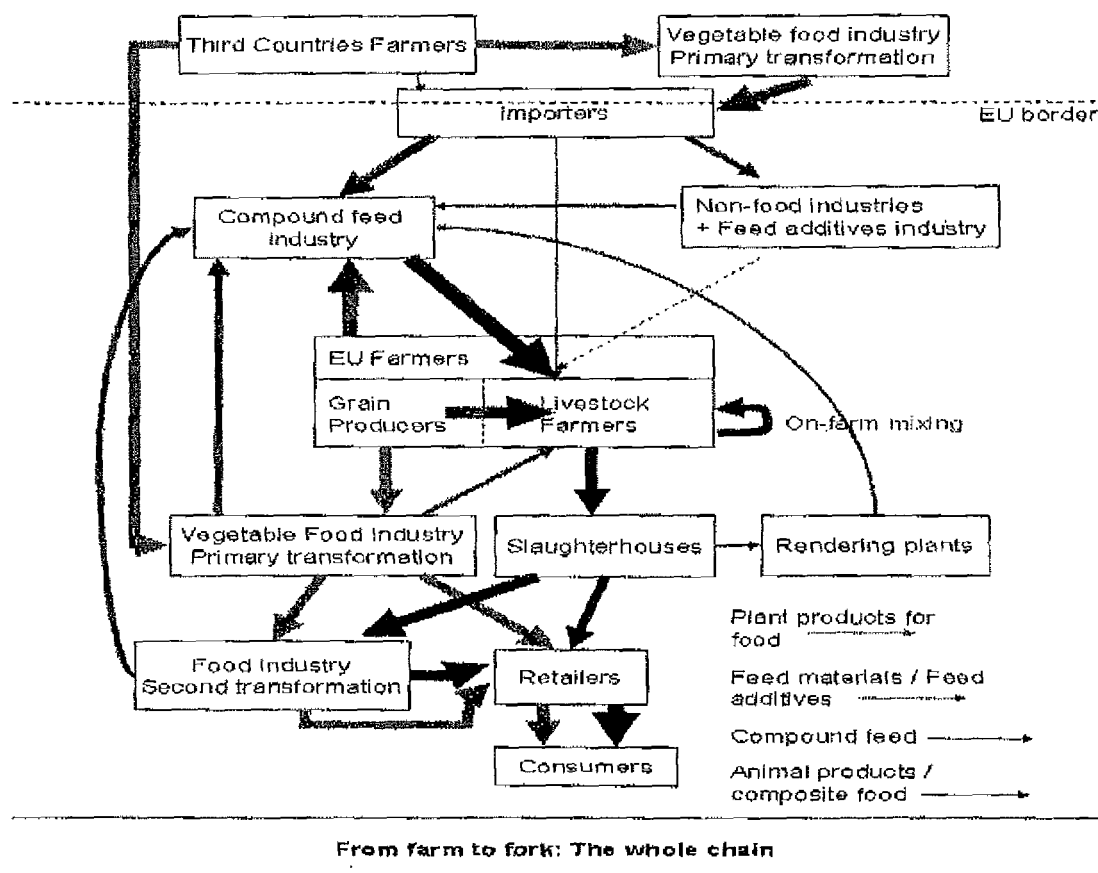 Third Countries Farmers
Vegetable food industry
Primary transformation
Importers
EU border
Compound feed
industry
Non-food industries
+ Feed additives industry
EU Farmers
Grain
Producers
Livestock
Farmers
On-farm mixing
Vegetable Food Industry
Primary transformation
Slaughterhouses
Rendering plants
Plant products for
food
Food Industry
Second transformation
Retailers
Feed materials / Feed
additives
Compound feed
Consumers
Animal products /
composite food
From farm to fork: The whole chain